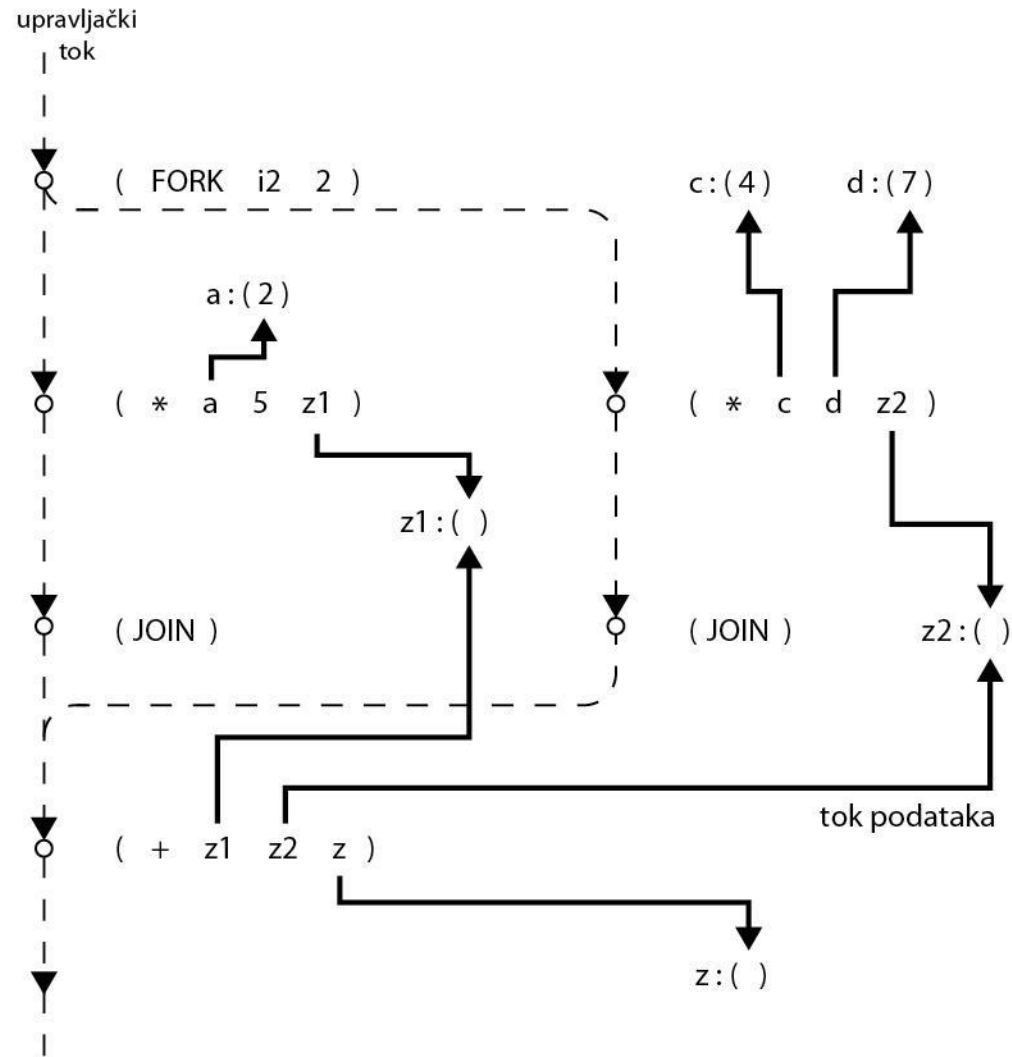 upravljački
tok
( FORK i2 2 )
c:(4)
d:(7)
a:(2)
( * a 5 z1 )
( * c d z2 )
z1:( )
( JOIN )
( JOIN )
z2:( )
tok podataka
( + z1 z2 z )
z:( )